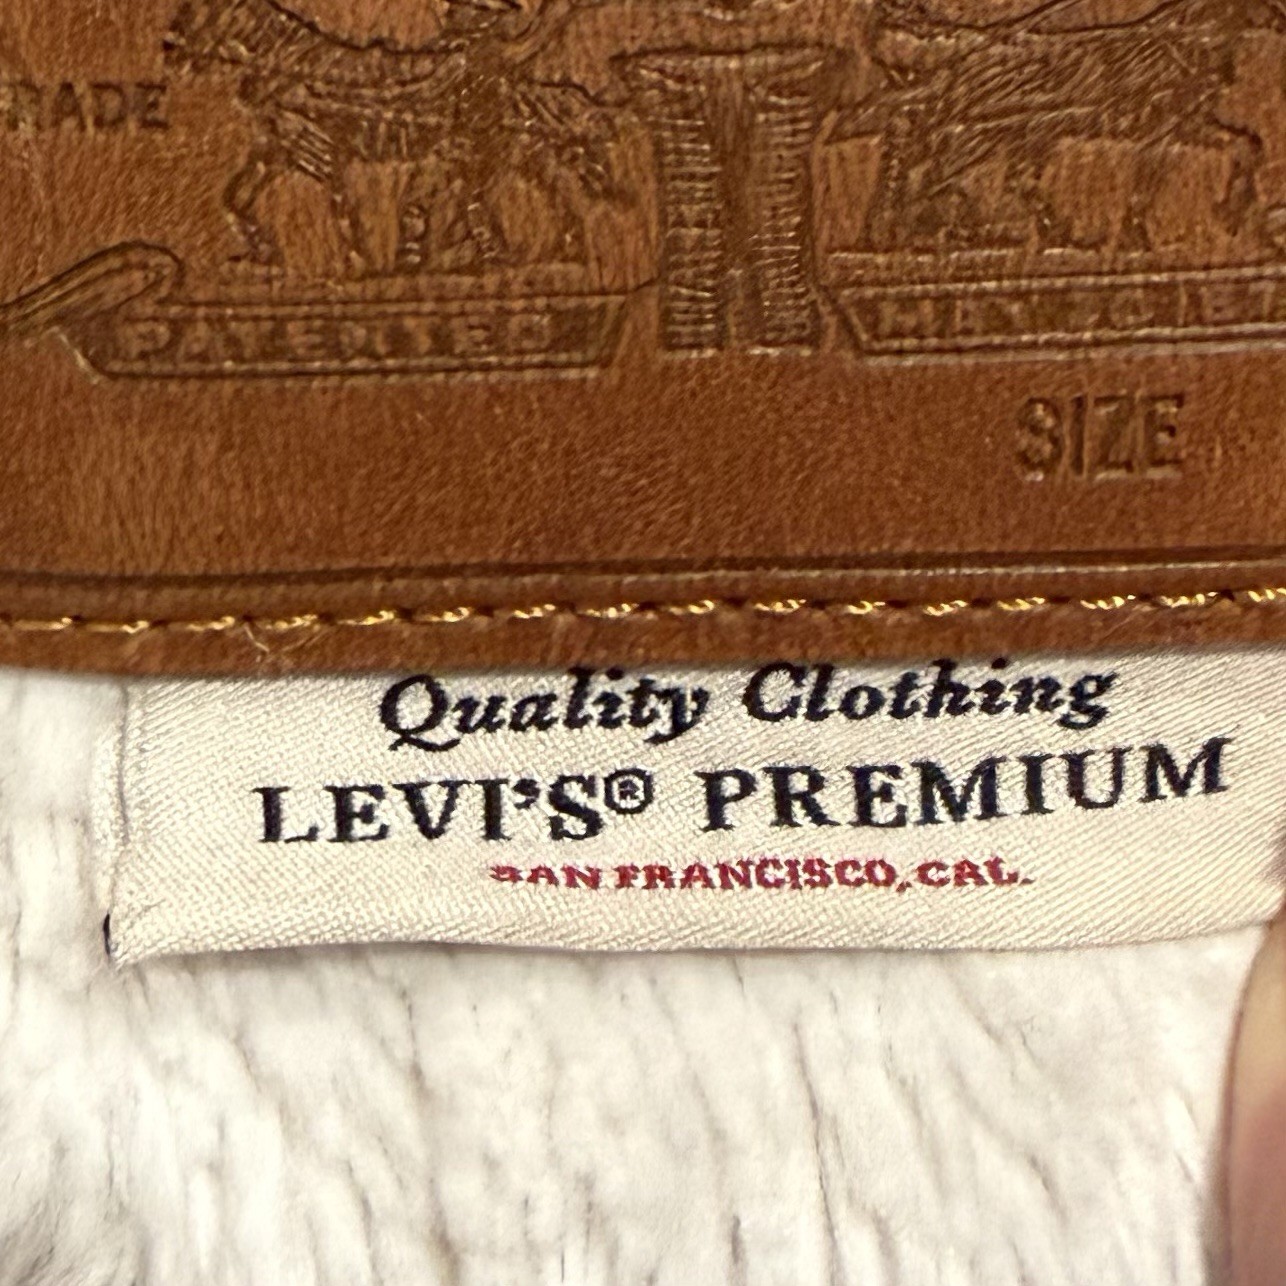 RADE
PATENTED
SIZE
Quality Clothing
LEVI'S® PREMIUM
SAN FRANCISCO, CAL.